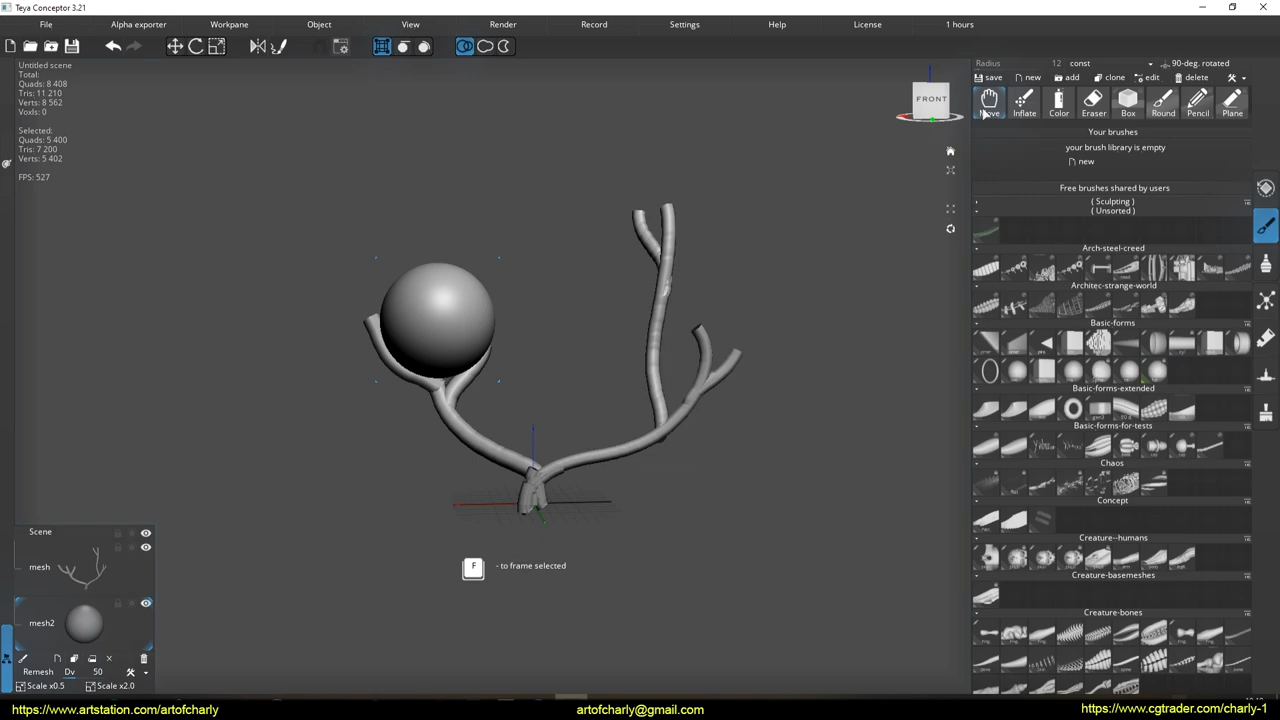 Teya Conceptor 3.21
File Alpha exporter Workpane Object View Render Record Settings Help License 1 hours
Untitled scene
Total:
Quads: 8 408
Tris: 11 210
Verts: 8 562
Voxls: 0
Selected:
Quads: 5 400
Tris: 7 200
Verts: 5 402
FPS: 527
FRONT
Radius 12 const 90-deg. rotated
save new add clone edit delete
Move Inflate Color Eraser Box Round Pencil Plane
Your brushes
your brush library is empty
new
Free brushes shared by users
( Sculpting )
( Unsorted )
Arch-steel-creed
Architec-strange-world
Basic-forms
Basic-forms-extended
Basic-forms-for-tests
Chaos
Concept
Creature--humans
Creature-basemeshes
Creature-bones
F - to frame selected
Scene
mesh
mesh2
Remesh Dv 50
Scale x0.5 Scale x2.0
https://www.artstation.com/artofcharly artofcharly@gmail.com https://www.cgtrader.com/charly-1